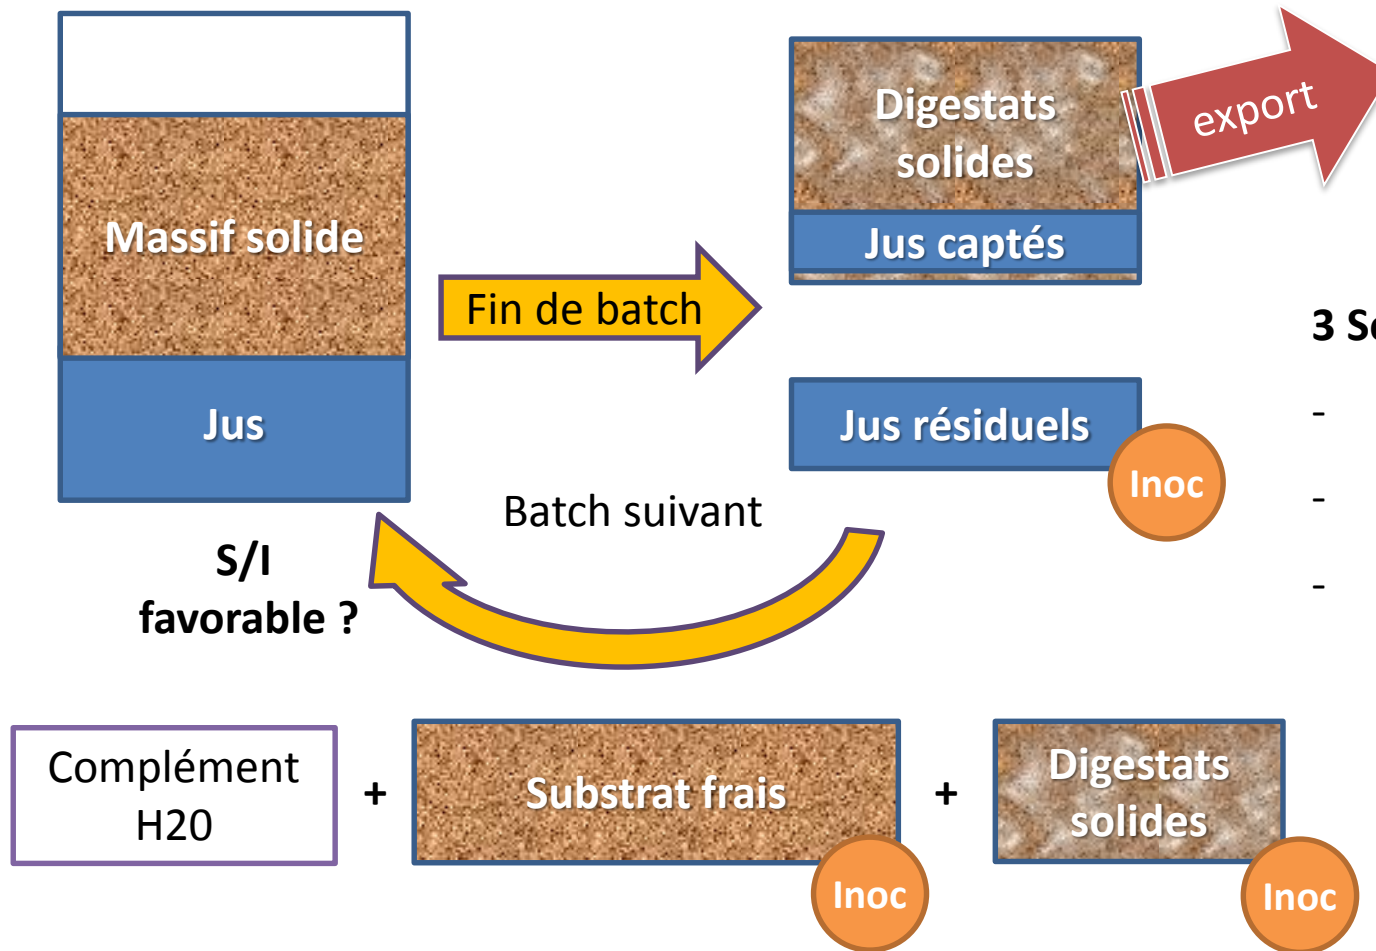 Massif solide
Jus
S/I
favorable ?
Fin de batch
Batch suivant
Digestats
solides
Jus captés
export
Jus résiduels
Inoc
3 S
-
-
-
Complément
H20
+
Substrat frais
Inoc
+
Digestats
solides
Inoc